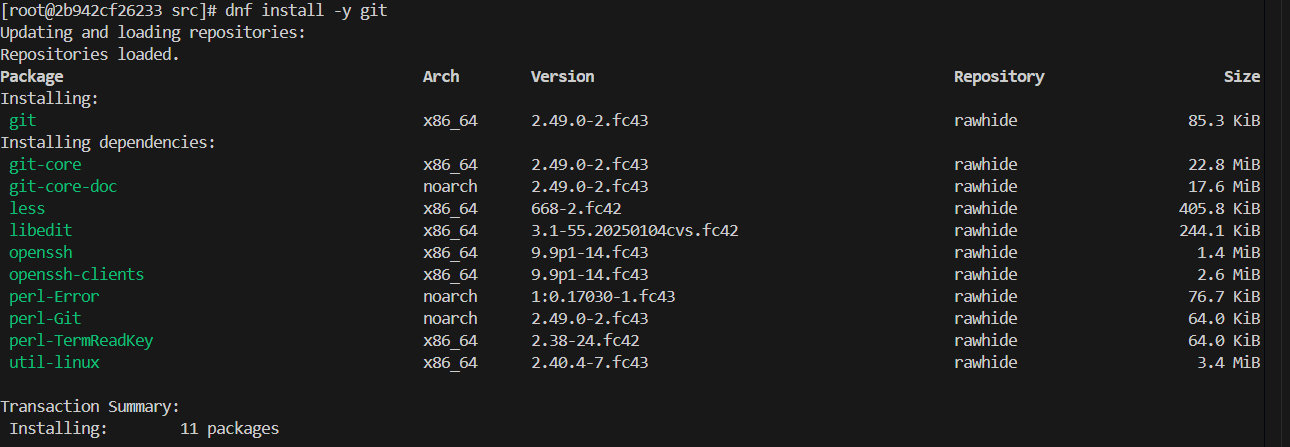 [root@2b942cf26233 src]# dnf install -y git
Updating and loading repositories:
Repositories loaded.
Package Arch Version Repository Size
Installing:
git x86_64 2.49.0-2.fc43 rawhide 85.3 KiB
Installing dependencies:
git-core x86_64 2.49.0-2.fc43 rawhide 22.8 MiB
git-core-doc noarch 2.49.0-2.fc43 rawhide 17.6 MiB
less x86_64 668-2.fc42 rawhide 405.8 KiB
libedit x86_64 3.1-55.20250104cvs.fc42 rawhide 244.1 KiB
openssh x86_64 9.9p1-14.fc43 rawhide 1.4 MiB
openssh-clients x86_64 9.9p1-14.fc43 rawhide 2.6 MiB
perl-Error noarch 1:0.17030-1.fc43 rawhide 76.7 KiB
perl-Git noarch 2.49.0-2.fc43 rawhide 64.0 KiB
perl-TermReadKey x86_64 2.38-24.fc42 rawhide 64.0 KiB
util-linux x86_64 2.40.4-7.fc43 rawhide 3.4 MiB
Transaction Summary:
Installing: 11 packages